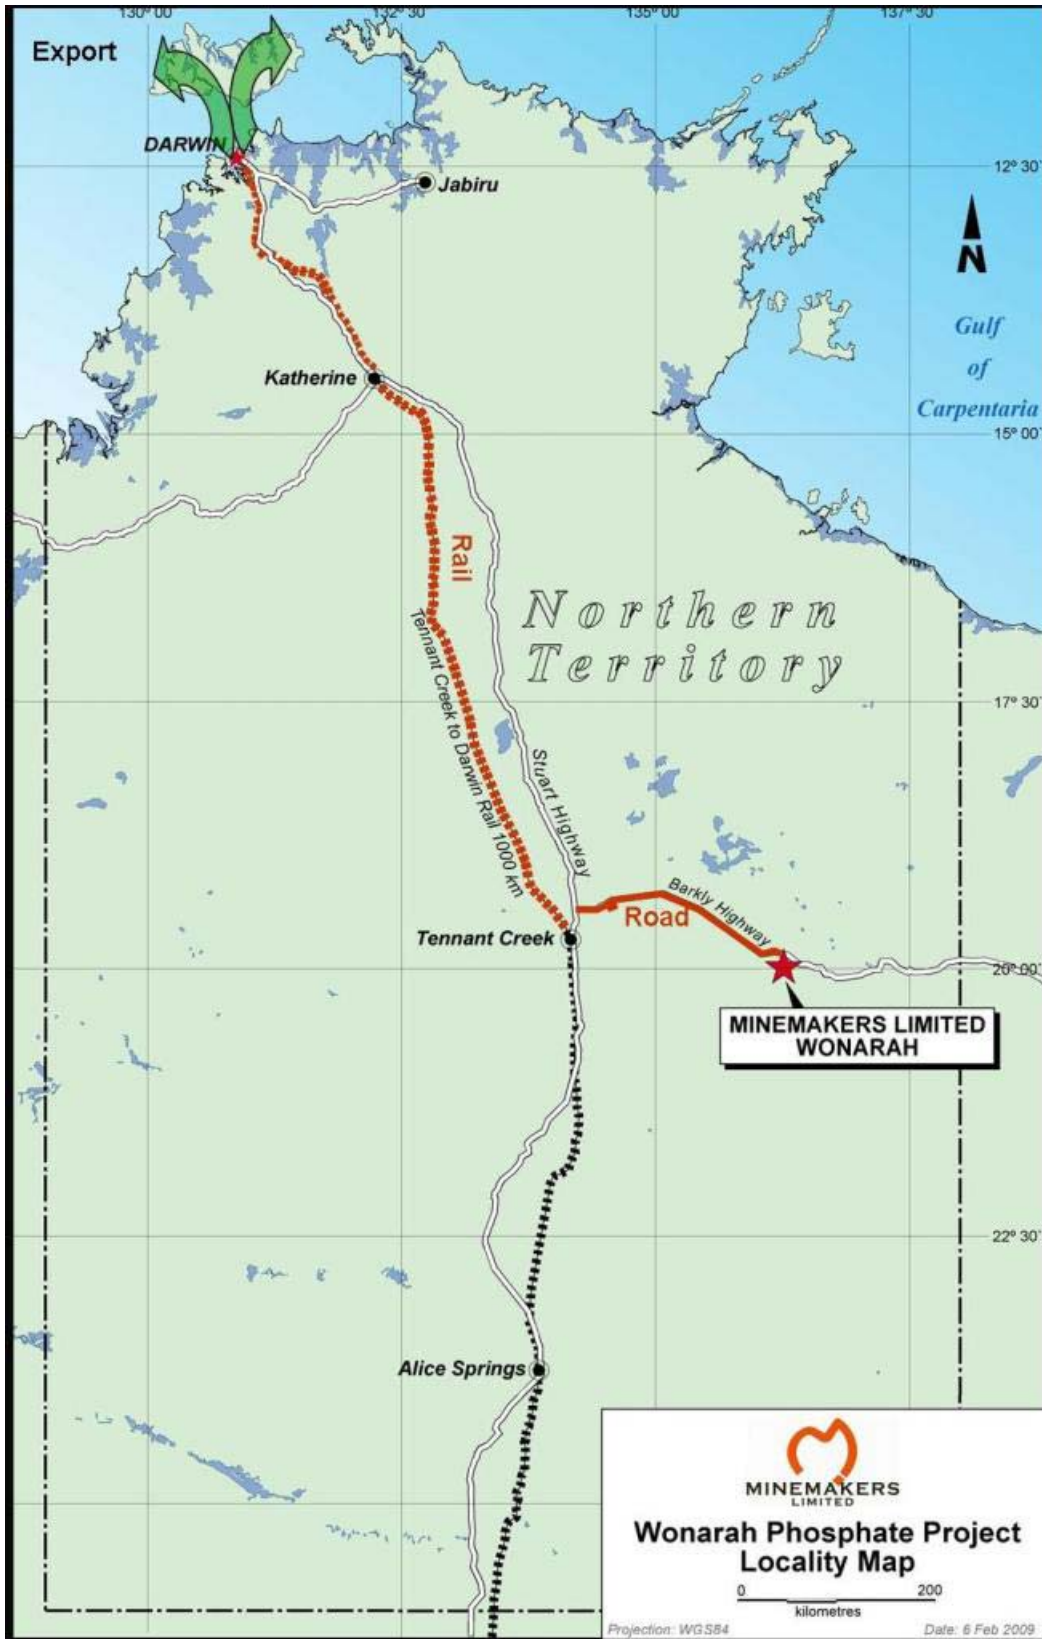 130° 00'
132° 30'
135° 00'
137° 30'
Export
DARWIN
Jabiru
12° 30'
N
Gulf
of
Carpentaria
Katherine
15° 00'
Rail
Northern
Territory
Tennant Creek to Darwin Rail 1000 km
17° 30'
Stuart Highway
Barkly Highway
Road
Tennant Creek
20° 00'
MINEMAKERS LIMITED
WONARAH
22° 30'
Alice Springs
MINEMAKERS
LIMITED
Wonarah Phosphate Project
Locality Map
0 200
kilometres
Projection: WGS84 Date: 6 Feb 2009